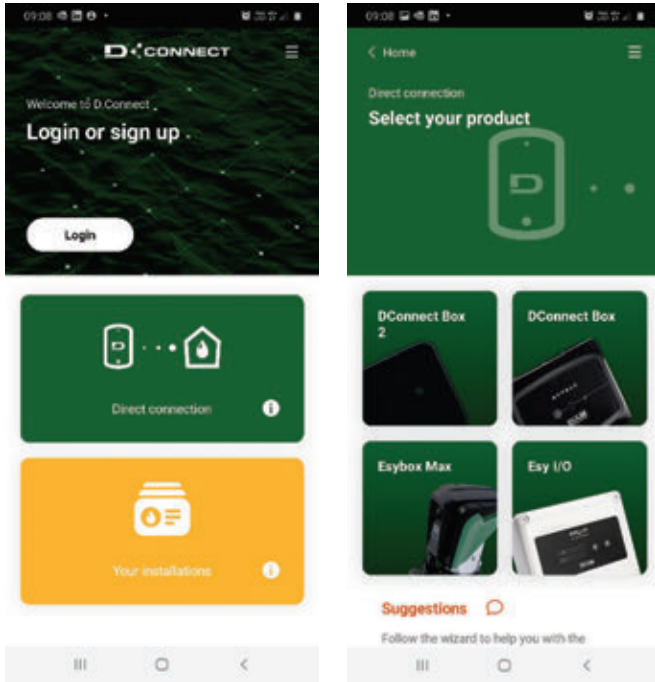 09:08
D CONNECT
Welcome to D.Connect
Login or sign up
Login
Direct connection
Your installations
09:08
Home
Direct connection
Select your product
D
DConnect Box
2
DConnect Box
Esybox Max
Esy I/O
Suggestions
Follow the wizard to help you with the